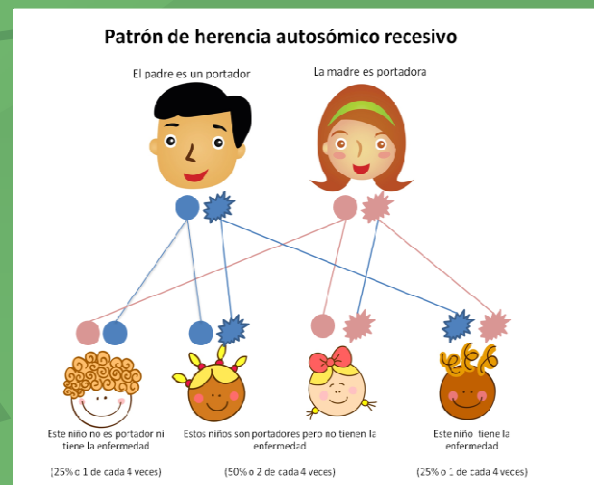 Patrón de herencia autosómico recesivo
El padre es un portador
La madre es portadora
Este niño no es portador ni
tiene la enfermedad
(25% o 1 de cada 4 veces)
Estos niños son portadores pero no tienen la
enfermedad
(50% o 2 de cada 4 veces)
Este niño tiene la
enfermedad
(25% o 1 de cada 4 veces)